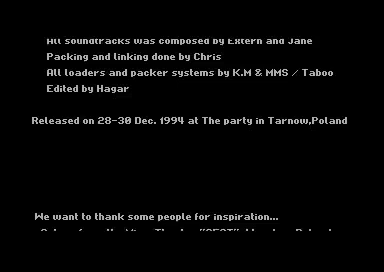 All soundtracks was composed by Extern and Jane
Packing and linking done by Chris
All loaders and packer systems by K.M & MMS / Taboo
Edited by Hagar
Released on 28-30 Dec. 1994 at The party in Tarnow,Poland
We want to thank some people for inspiration...